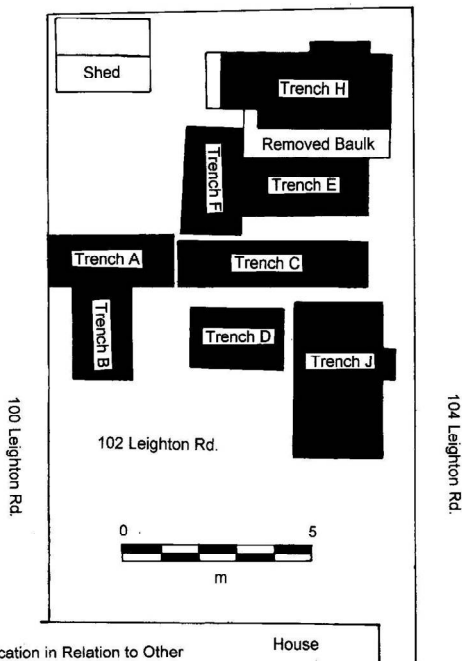 Shed
Trench H
Removed Baulk
Trench F
Trench E
Trench A
Trench C
Trench B
Trench D
Trench J
100 Leighton Rd.
104 Leighton Rd.
102 Leighton Rd.
0 5
m
House
in Relation to Other